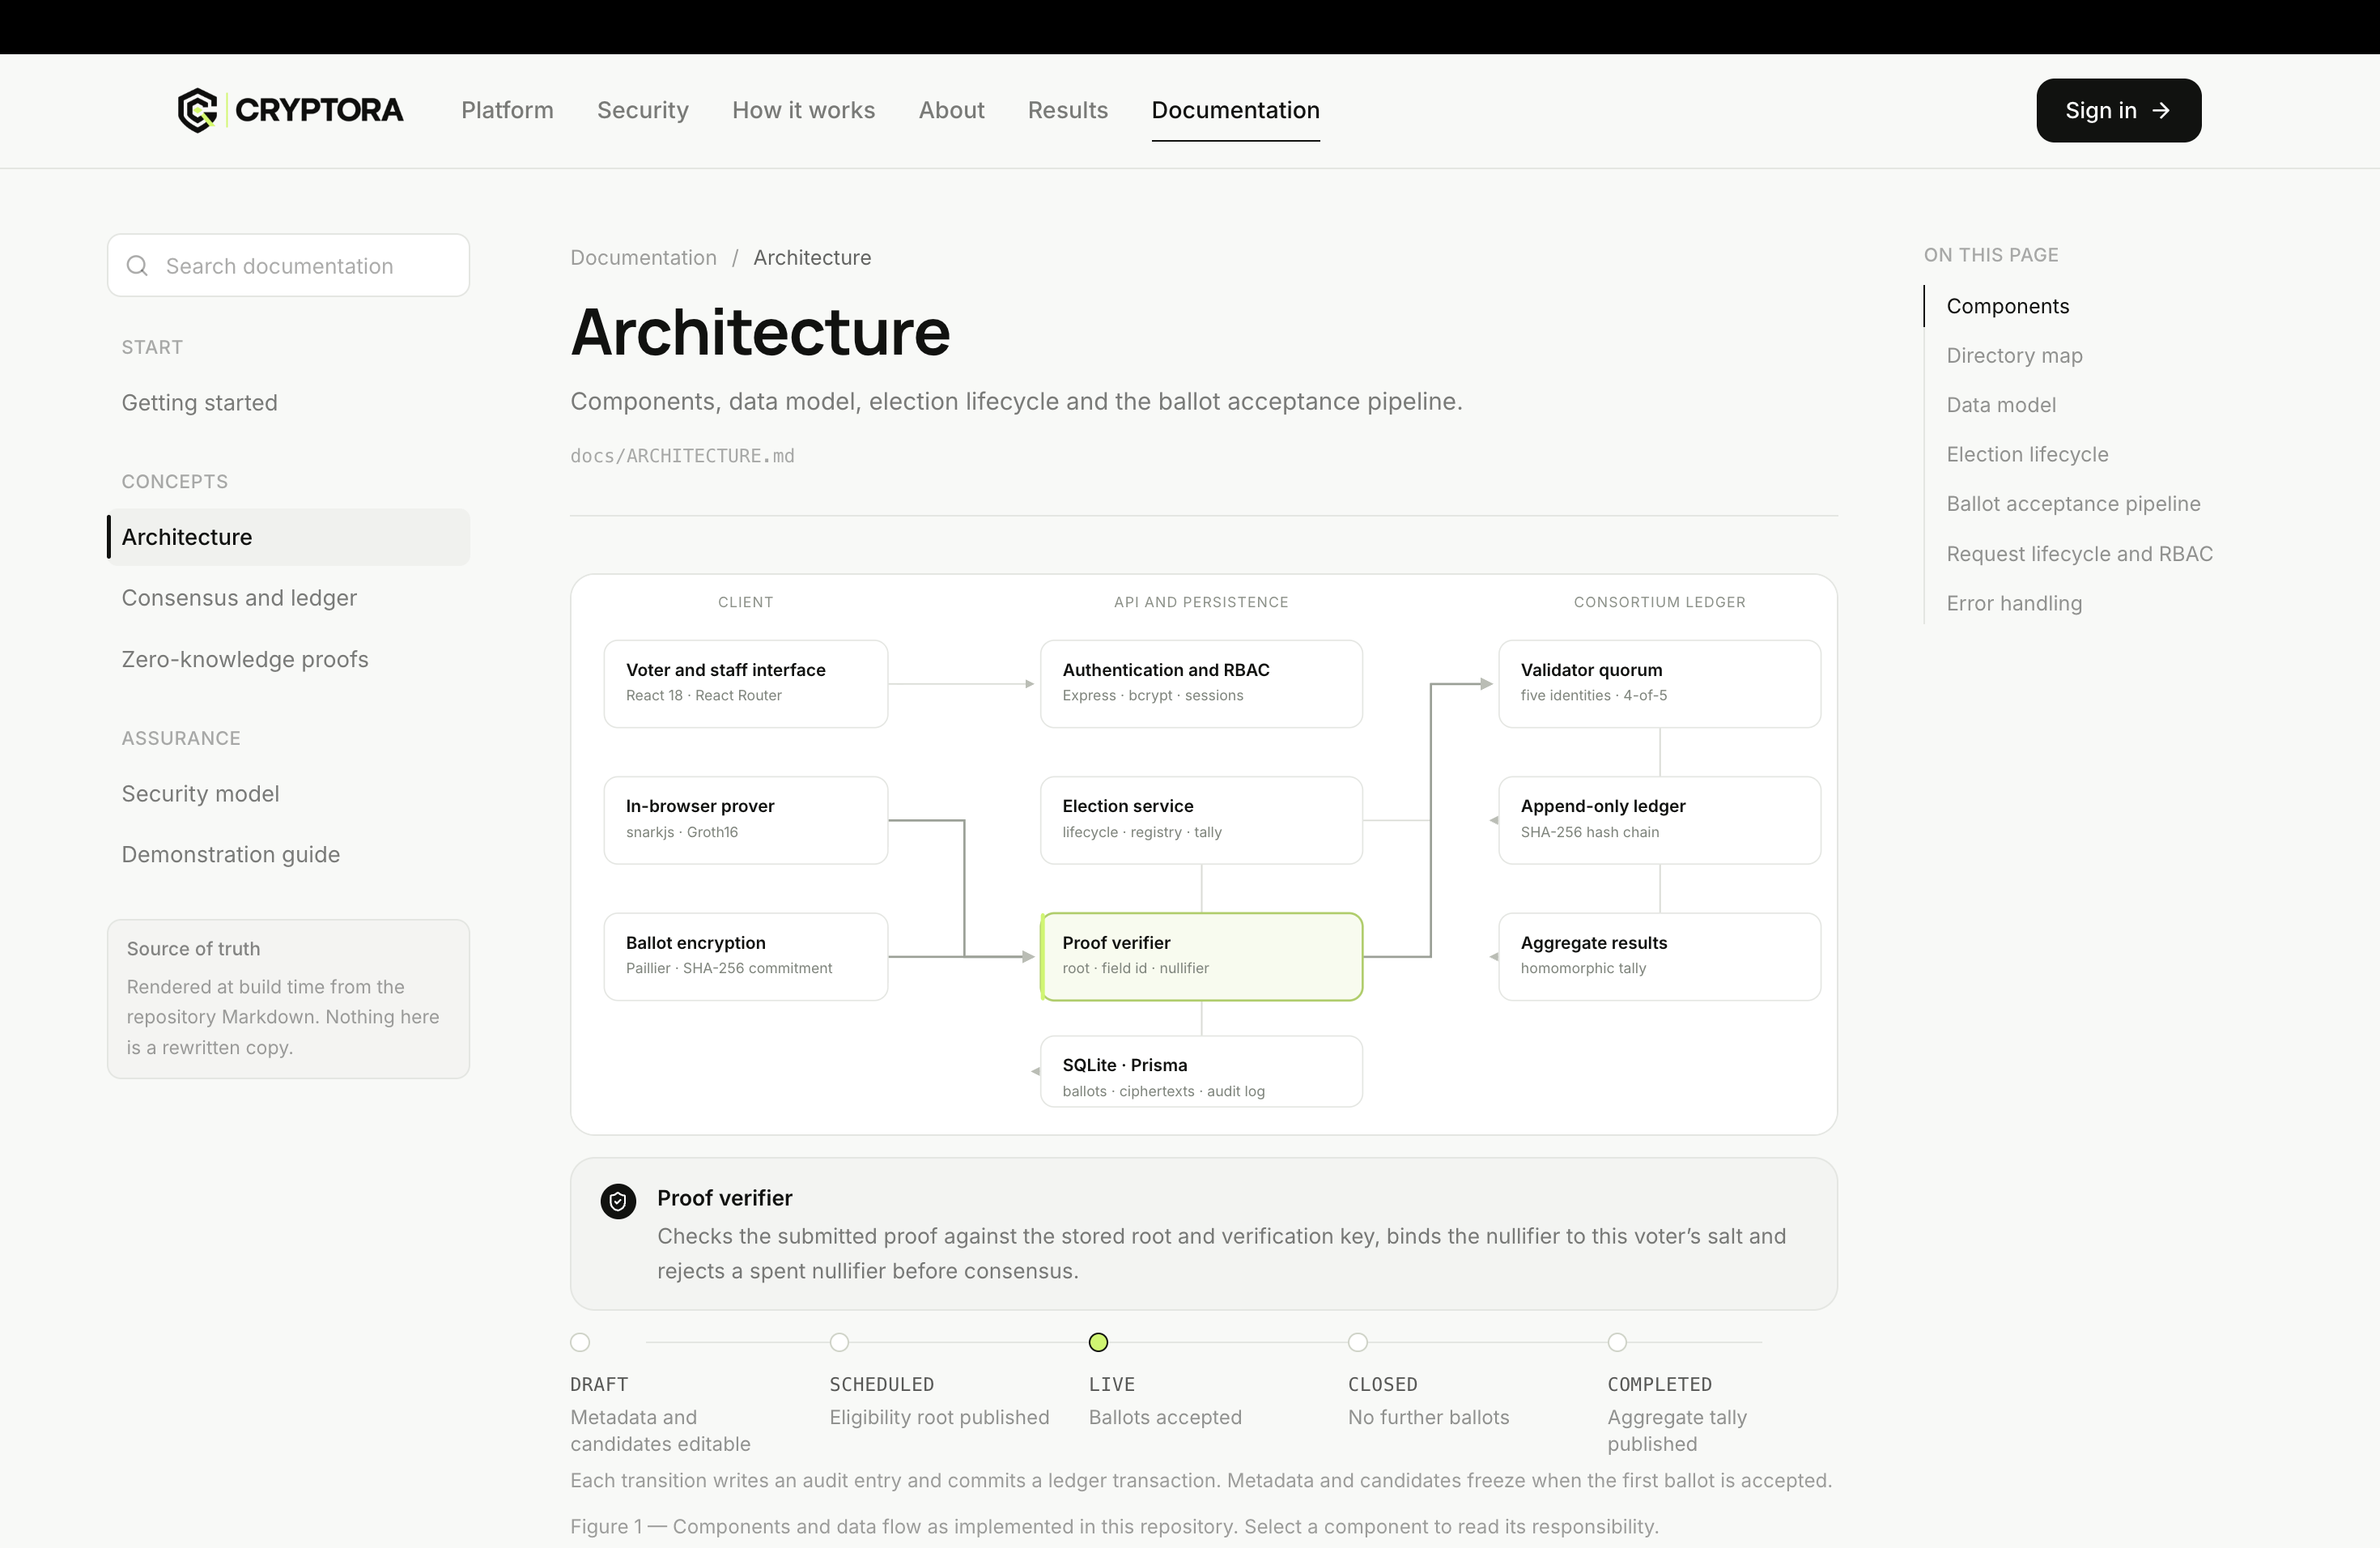 CRYPTORA
Platform
Security
How it works
About
Results
Documentation
Sign in
Search documentation
START
Getting started
CONCEPTS
Architecture
Consensus and ledger
Zero-knowledge proofs
ASSURANCE
Security model
Demonstration guide
Source of truth
Rendered at build time from the
repository Markdown. Nothing here
is a rewritten copy.
Documentation / Architecture
Architecture
Components, data model, election lifecycle and the ballot acceptance pipeline.
docs/ARCHITECTURE.md
CLIENT
API AND PERSISTENCE
CONSORTIUM LEDGER
Voter and staff interface
React 18 · React Router
Authentication and RBAC
Express · bcrypt · sessions
Validator quorum
five identities · 4-of-5
In-browser prover
snarkjs · Groth16
Election service
lifecycle · registry · tally
Append-only ledger
SHA-256 hash chain
Ballot encryption
Paillier · SHA-256 commitment
Proof verifier
root · field id · nullifier
Aggregate results
homomorphic tally
SQLite · Prisma
ballots · ciphertexts · audit log
Proof verifier
Checks the submitted proof against the stored root and verification key, binds the nullifier to this voter’s salt and
rejects a spent nullifier before consensus.
DRAFT
Metadata and
candidates editable
SCHEDULED
Eligibility root published
LIVE
Ballots accepted
CLOSED
No further ballots
COMPLETED
Aggregate tally
published
Each transition writes an audit entry and commits a ledger transaction. Metadata and candidates freeze when the first ballot is accepted.
Figure 1 — Components and data flow as implemented in this repository. Select a component to read its responsibility.
ON THIS PAGE
Components
Directory map
Data model
Election lifecycle
Ballot acceptance pipeline
Request lifecycle and RBAC
Error handling